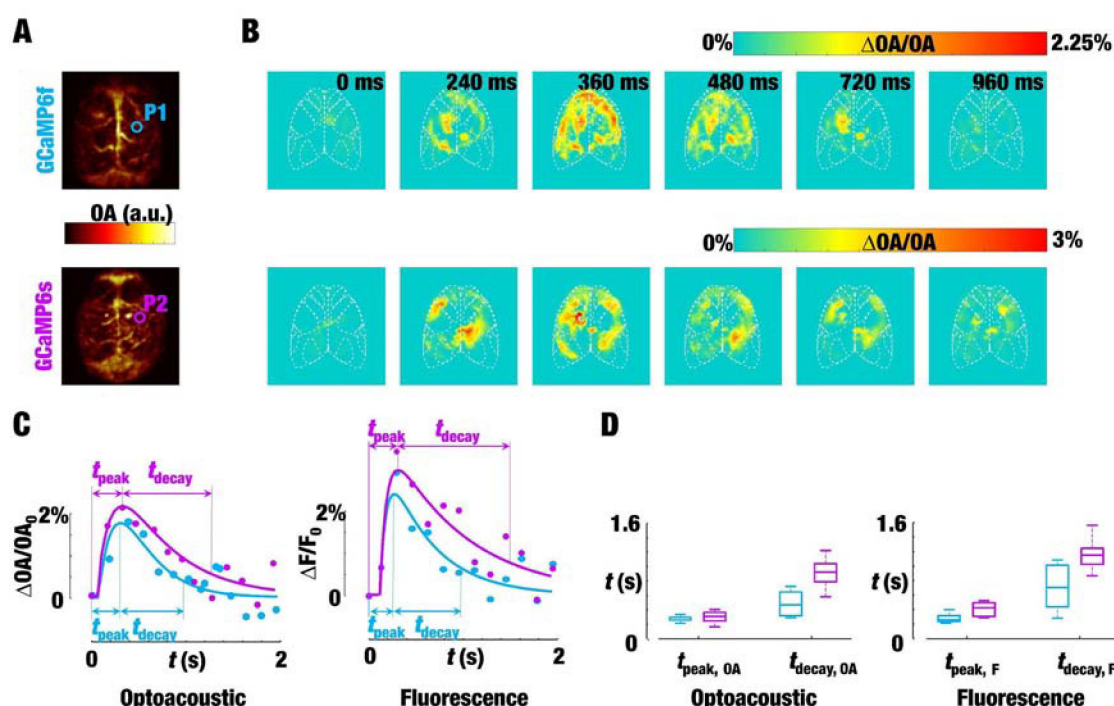 A
B
0%
ΔOA/OA
2.25%
GCaMP6f
P1
0 ms
240 ms
360 ms
480 ms
720 ms
960 ms
OA (a.u.)
0%
ΔOA/OA
3%
GCaMP6s
P2
C
D
t peak
t decay
t peak
t decay
ΔOA/OA0
2%
0
t peak
t decay
0
t (s)
2
Optoacoustic
ΔF/F0
2%
0
t peak
t decay
0
t (s)
2
Fluorescence
1.6
t (s)
0
t peak, OA
t decay, OA
Optoacoustic
1.6
t (s)
0
t peak, F
t decay, F
Fluorescence